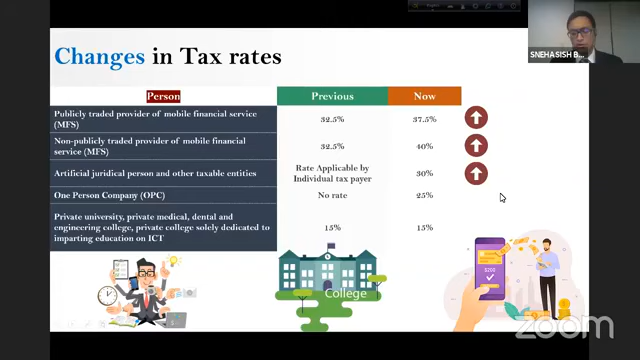 SNEHASISH B...
Changes in Tax rates
Person Previous Now
Publicly traded provider of mobile financial service
(MFS) 32.5% 37.5%
Non-publicly traded provider of mobile financial
service (MFS) 32.5% 40%
Artificial juridical person and other taxable entities Rate Applicable by
Individual tax payer 30%
One Person Company (OPC) No rate 25%
Private university, private medical, dental and
engineering college, private college solely dedicated to
imparting education on ICT 15% 15%
College
$200
zoom